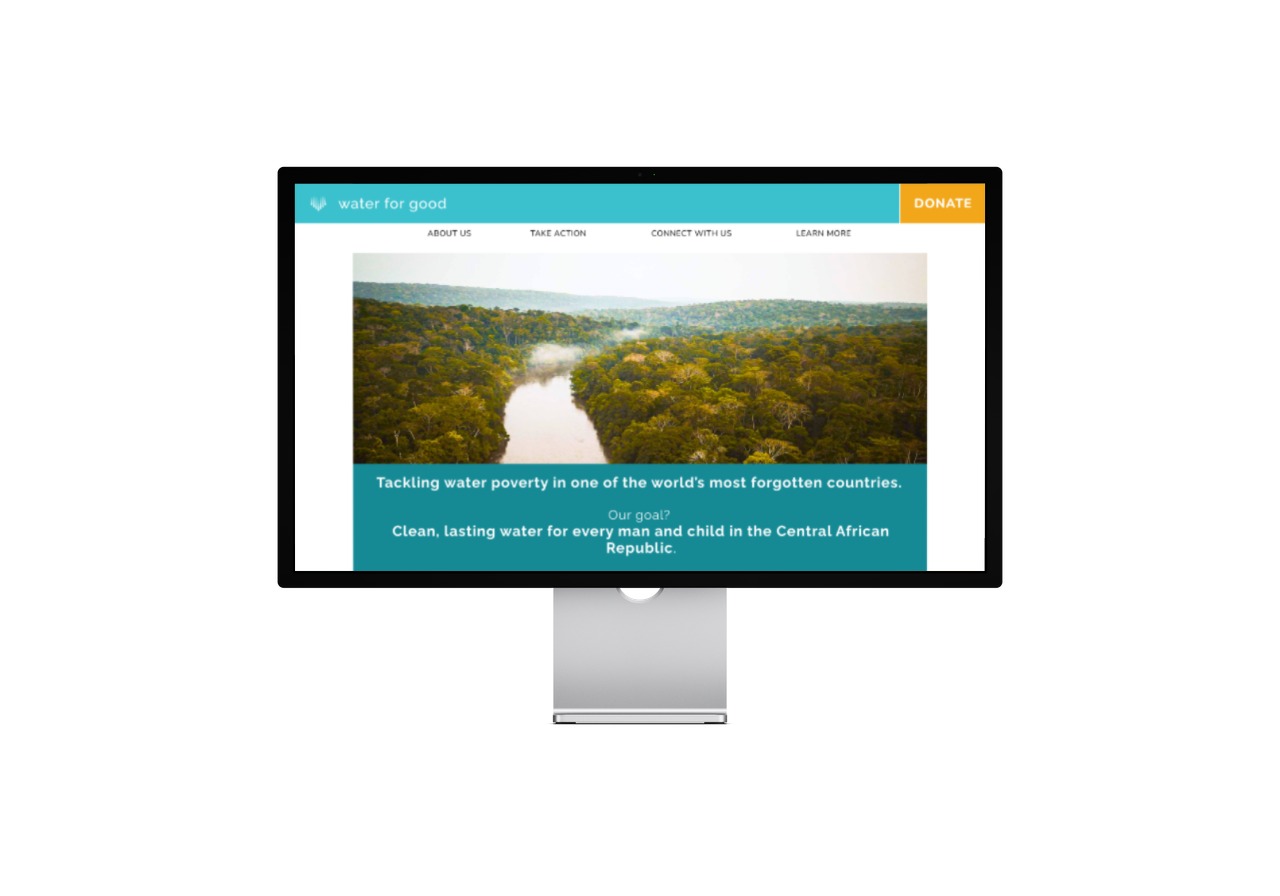 water for good
DONATE
ABOUT US TAKE ACTION CONNECT WITH US LEARN MORE
Tackling water poverty in one of the world's most forgotten countries.
Our goal?
Clean, lasting water for every man and child in the Central African
Republic.